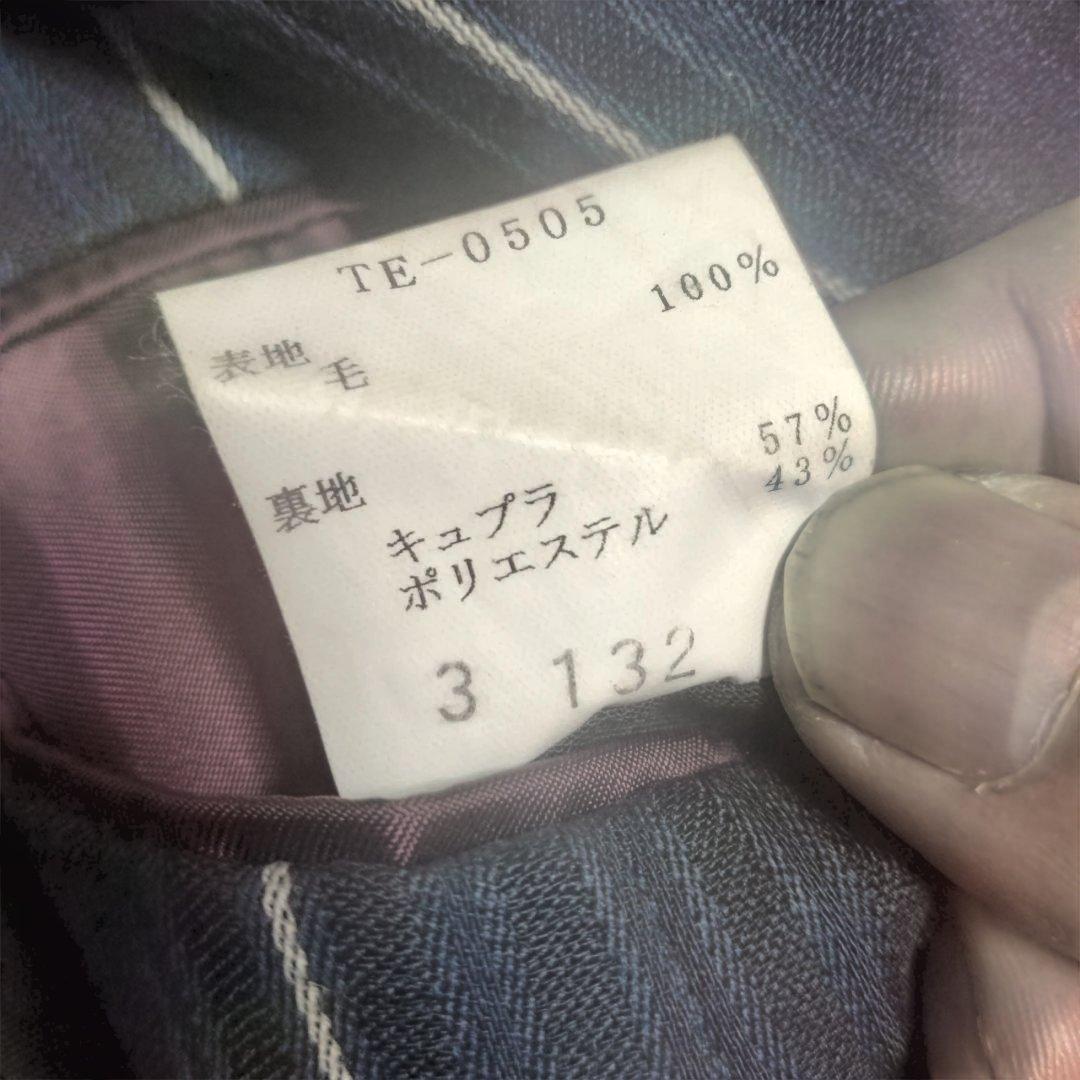 TE-0505
表地
毛 100%
裏地
キュプラ 57%
ポリエステル 43%
3 132